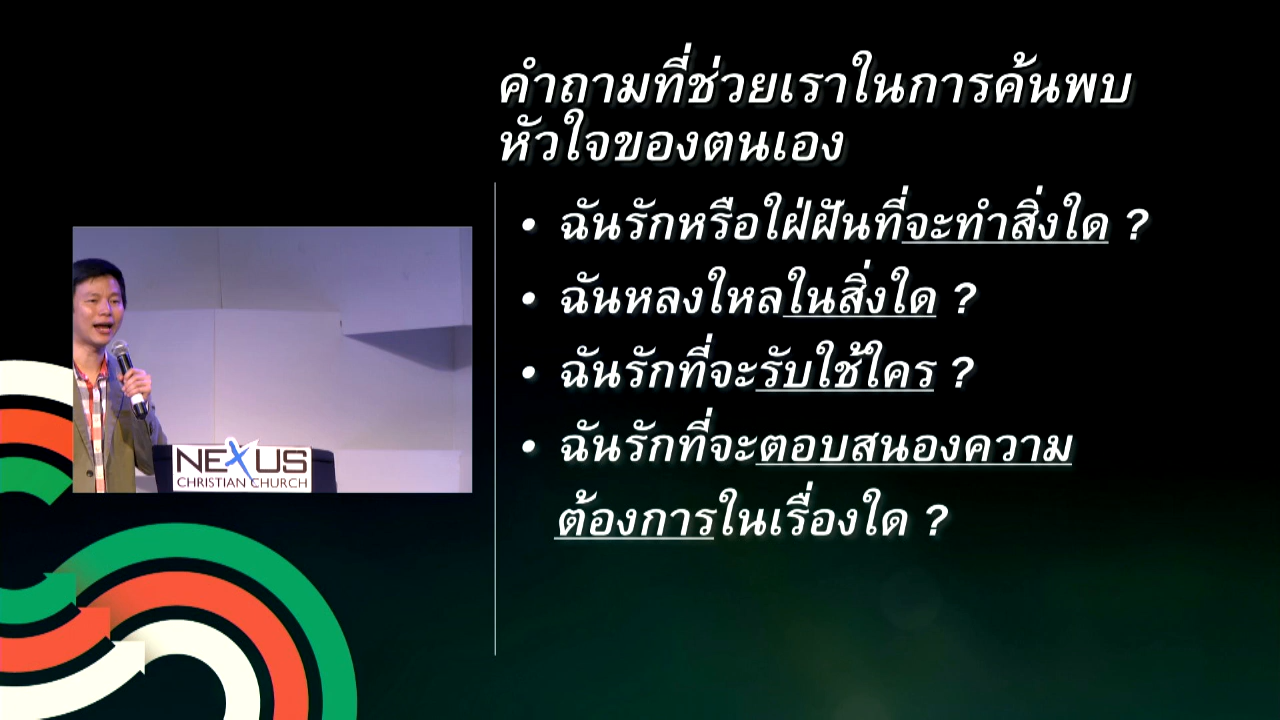 คำถามที่ช่วยเราในการค้นพบ
หัวใจของตนเอง
• ฉันรักหรือใฝ่ฝันที่จะทำสิ่งใด ?
• ฉันหลงใหลในสิ่งใด ?
• ฉันรักที่จะรับใช้ใคร ?
• ฉันรักที่จะตอบสนองความ
ต้องการในเรื่องใด ?
NEXUS
CHRISTIAN CHURCH